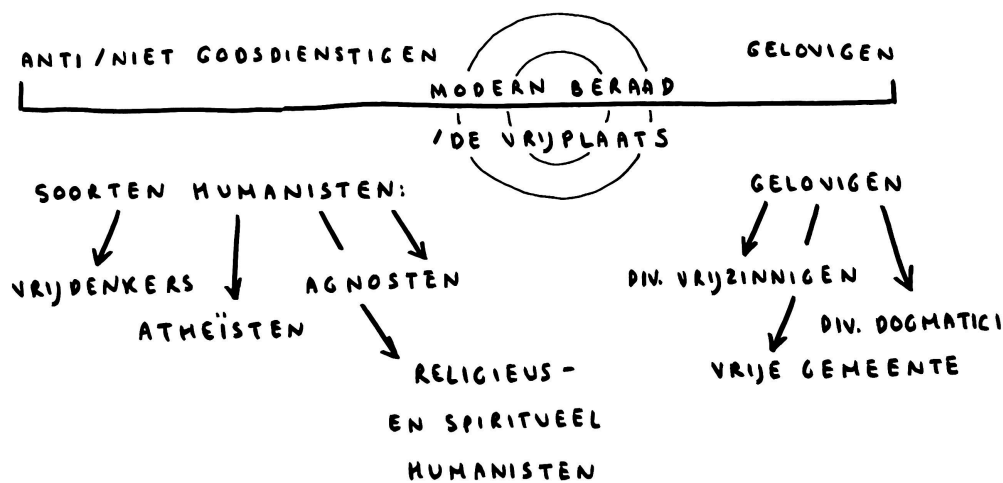 ANTI / NIET GODSDIENSTIGEN
GELOVIGEN
MODERN BERAAD
/ DE VRIJPLAATS
SOORTEN HUMANISTEN:
GELOVIGEN
VRIJDENKERS
AGNOSTEN
DIV. VRIJZINNIGEN
ATHEÏSTEN
DIV. DOGMATICI
RELIGIEUS -
VRIJE GEMEENTE
EN SPIRITUEEL
HUMANISTEN